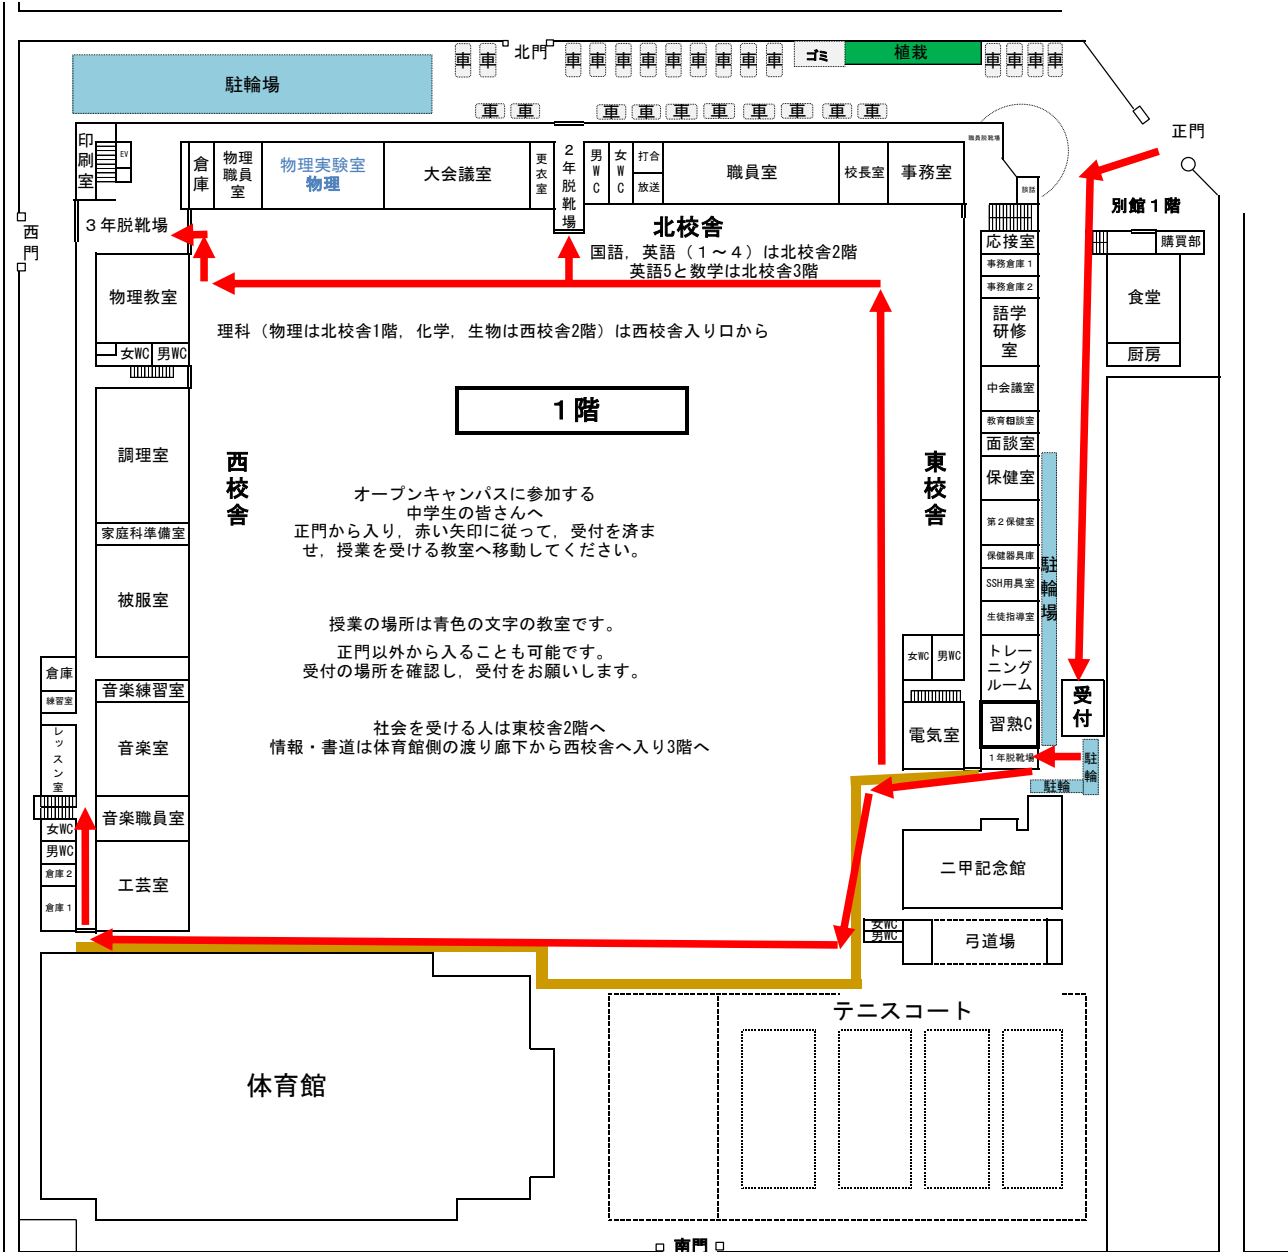 北門
車 車 車 車 車 車 車 車 車 車 車
ゴミ
植栽
車 車 車 車
駐輪場
車 車 車 車 車 車 車 車 車 車
正門
印刷室
EV
倉庫
物理職員室
物理実験室
物理
大会議室
更衣室
2年脱靴場
男WC
女WC
打合
放送
職員室
校長室
事務室
職員脱靴場
談話
西門
3年脱靴場
北校舎
国語，英語（1～4）は北校舎2階
英語5と数学は北校舎3階
別館1階
購買部
食堂
厨房
応接室
事務倉庫1
事務倉庫2
語学
研修
室
中会議室
教育相談室
面談室
保健室
第2保健室
保健器具庫
SSH用具室
生徒指導室
トレー
ニング
ルーム
習熟C
1年脱靴場
駐輪場
受付
駐輪
駐輪
物理教室
女WC
男WC
理科（物理は北校舎1階，化学，生物は西校舎2階）は西校舎入り口から
1階
調理室
家庭科準備室
被服室
西校舎
東校舎
オープンキャンパスに参加する
中学生の皆さんへ
正門から入り，赤い矢印に従って，受付を済ま
せ，授業を受ける教室へ移動してください。
授業の場所は青色の文字の教室です。
正門以外から入ることも可能です。
受付の場所を確認し，受付をお願いします。
社会を受ける人は東校舎2階へ
情報・書道は体育館側の渡り廊下から西校舎へ入り3階へ
女WC
男WC
電気室
倉庫
練習室
レッスン室
音楽練習室
音楽室
音楽職員室
工芸室
女WC
男WC
倉庫2
倉庫1
二甲記念館
女WC
男WC
弓道場
テニスコート
体育館
南門